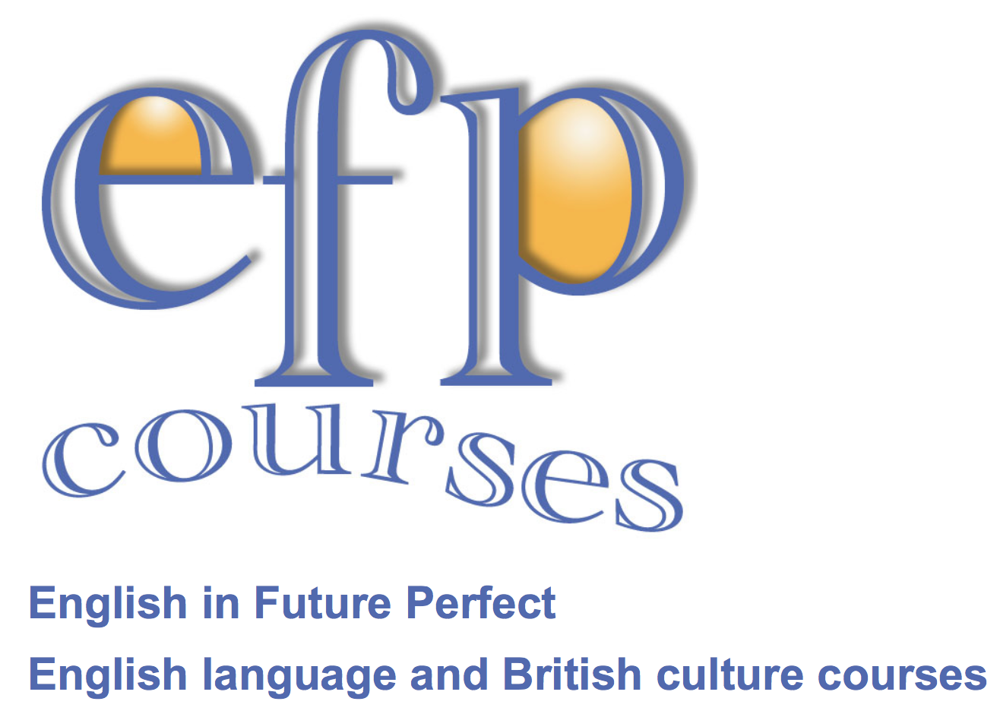 efp
courses
English in Future Perfect
English language and British culture courses